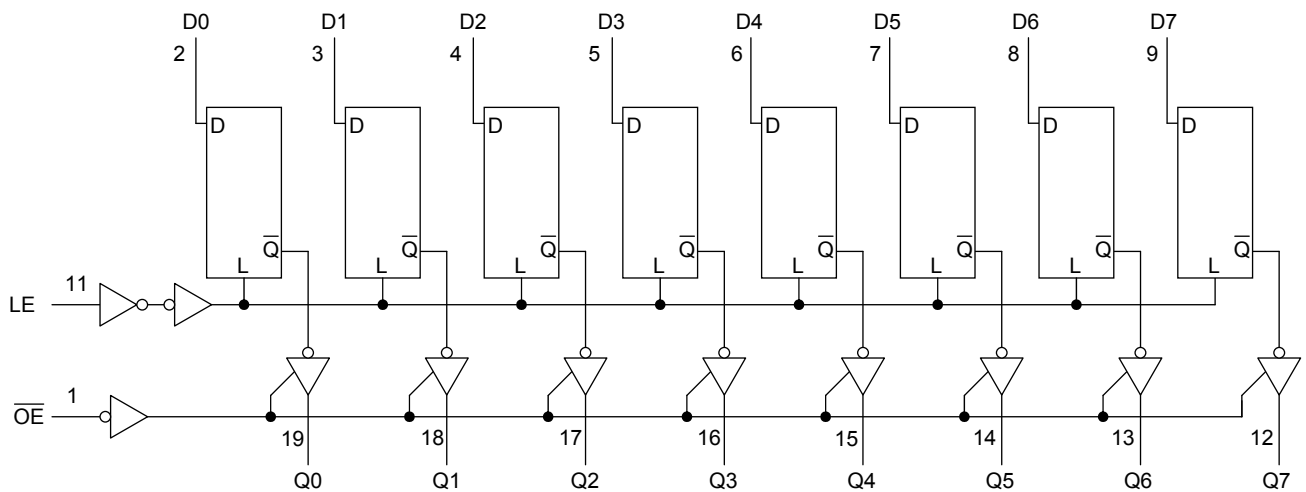 D0 D1 D2 D3 D4 D5 D6 D7
2 3 4 5 6 7 8 9
D D D D D D D D
Q̅ Q̅ Q̅ Q̅ Q̅ Q̅ Q̅ Q̅
L L L L L L L L
LE 11
O̅E̅ 1
19 18 17 16 15 14 13 12
Q0 Q1 Q2 Q3 Q4 Q5 Q6 Q7